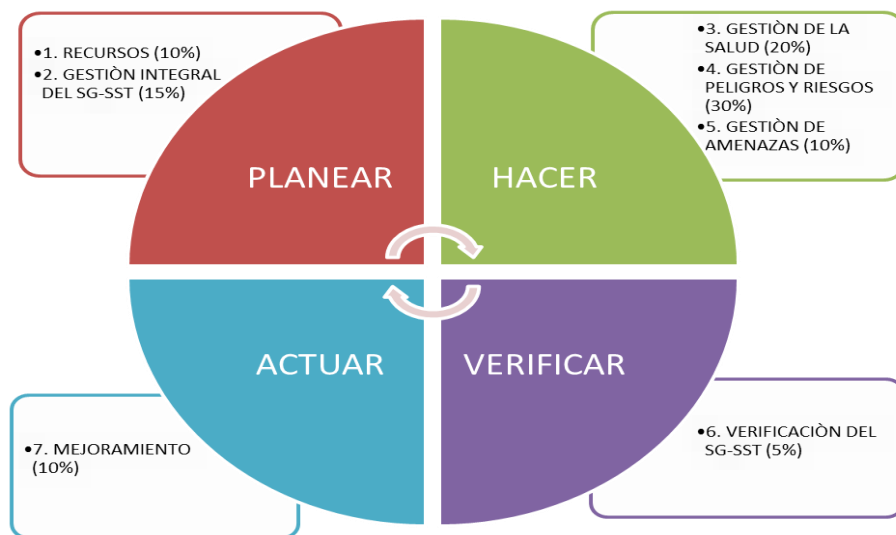 •1. RECURSOS (10%)
•2. GESTIÒN INTEGRAL
DEL SG-SST (15%)
•3. GESTIÒN DE LA
SALUD (20%)
•4. GESTIÒN DE
PELIGROS Y RIESGOS
(30%)
•5. GESTIÒN DE
AMENAZAS (10%)
PLANEAR
HACER
ACTUAR
VERIFICAR
•7. MEJORAMIENTO
(10%)
•6. VERIFICACIÒN DEL
SG-SST (5%)